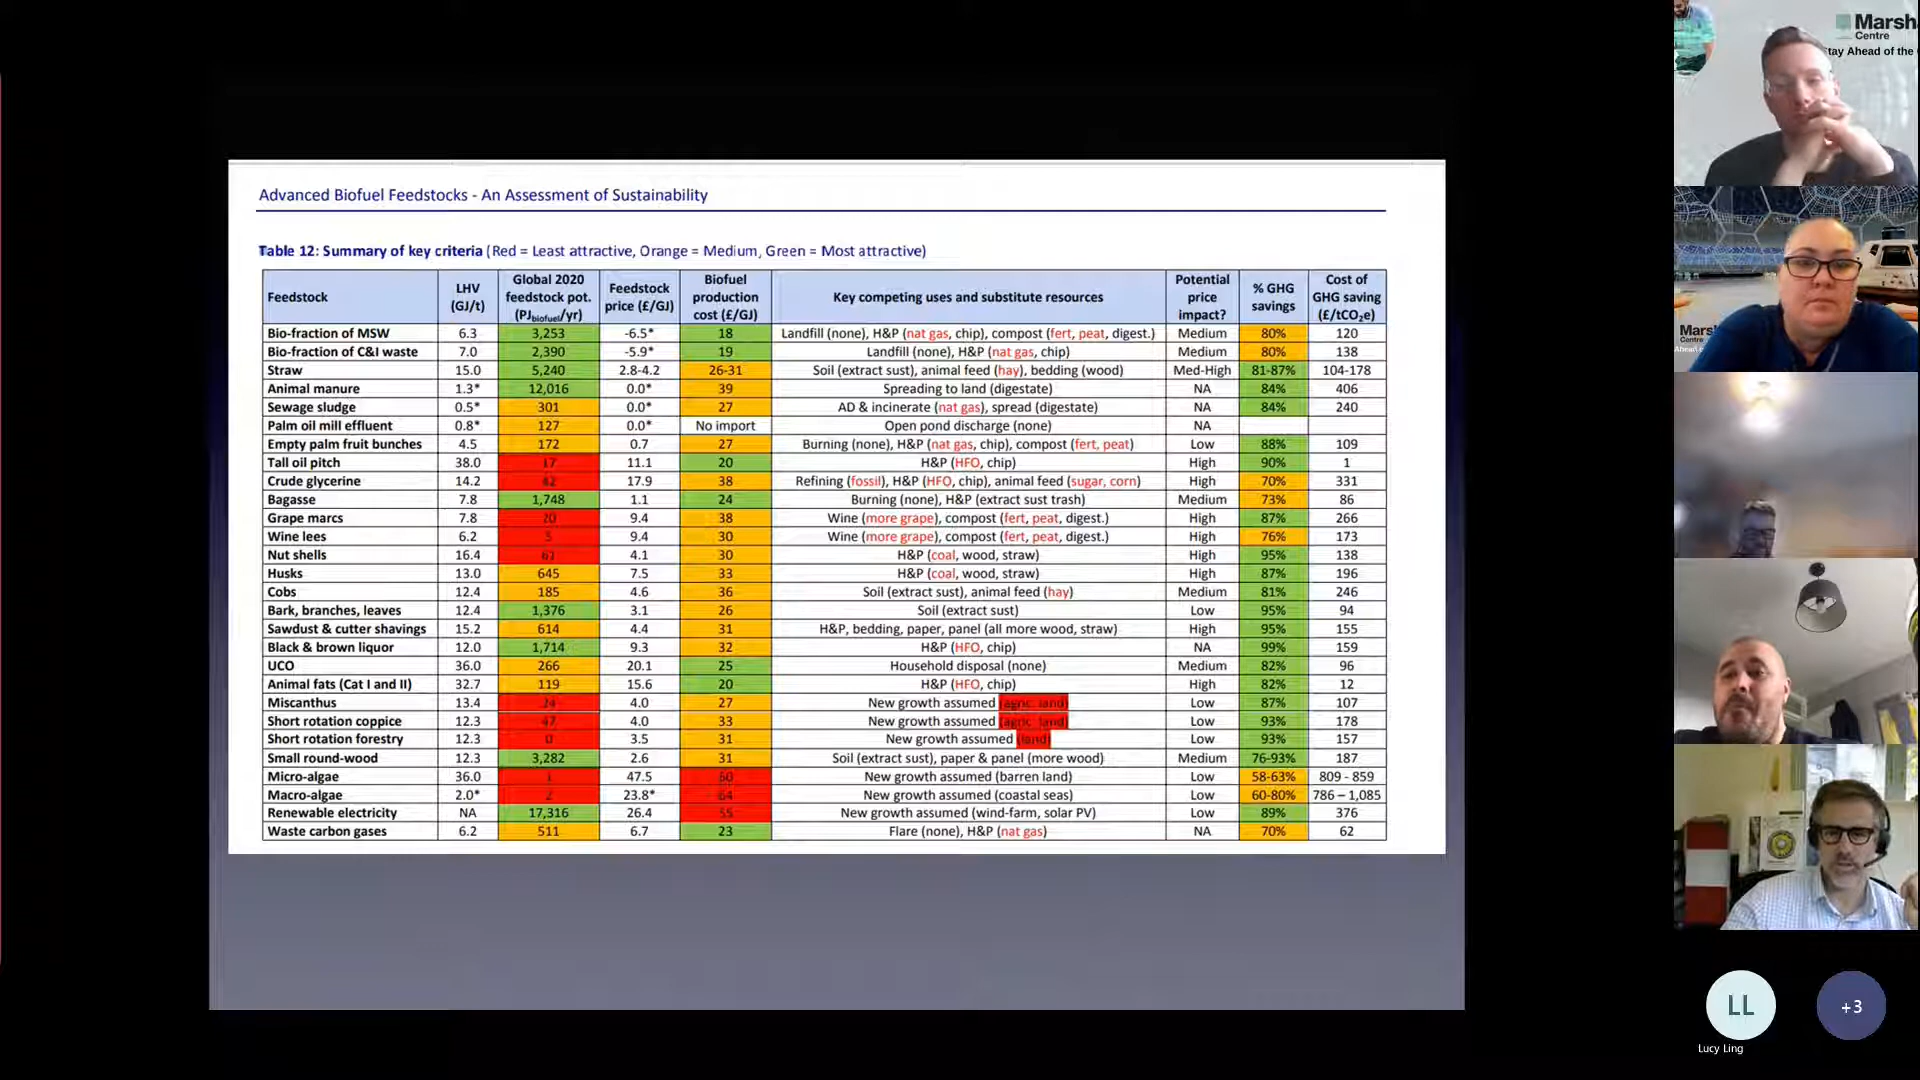 Advanced Biofuel Feedstocks - An Assessment of Sustainability
Table 12: Summary of key criteria (Red = Least attractive, Orange = Medium, Green = Most attractive)
Feedstock LHV (GJ/t) Global 2020 feedstock pot. (PJbiofuel/yr) Feedstock price (£/GJ) Biofuel production cost (£/GJ) Key competing uses and substitute resources Potential price impact? % GHG savings Cost of GHG saving (£/tCO2e)
Bio-fraction of MSW 6.3 3,253 -6.5* 18 Landfill (none), H&P (nat gas, chip), compost (fert, peat, digest.) Medium 80% 120
Bio-fraction of C&I waste 7.0 2,390 -5.9* 19 Landfill (none), H&P (nat gas, chip) Medium 80% 138
Straw 15.0 5,240 2.8-4.2 26-31 Soil (extract sust), animal feed (hay), bedding (wood) Med-High 81-87% 104-178
Animal manure 1.3* 12,016 0.0* 39 Spreading to land (digestate) NA 84% 406
Sewage sludge 0.5* 301 0.0* 27 AD & incinerate (nat gas), spread (digestate) NA 84% 240
Palm oil mill effluent 0.8* 127 0.0* No import Open pond discharge (none) NA
Empty palm fruit bunches 4.5 172 0.7 27 Burning (none), H&P (nat gas, chip), compost (fert, peat) Low 88% 109
Tall oil pitch 38.0 17 11.1 20 H&P (HFO, chip) High 90% 1
Crude glycerine 14.2 42 17.9 38 Refining (fossil), H&P (HFO, chip), animal feed (sugar, corn) High 70% 331
Bagasse 7.8 1,748 1.1 24 Burning (none), H&P (extract sust trash) Medium 73% 86
Grape marcs 7.8 20 9.4 38 Wine (more grape), compost (fert, peat, digest.) High 87% 266
Wine lees 6.2 5 9.4 30 Wine (more grape), compost (fert, peat, digest.) High 76% 173
Nut shells 16.4 61 4.1 30 H&P (coal, wood, straw) High 95% 138
Husks 13.0 645 7.5 33 H&P (coal, wood, straw) High 87% 196
Cobs 12.4 185 4.6 36 Soil (extract sust), animal feed (hay) Medium 81% 246
Bark, branches, leaves 12.4 1,376 3.1 26 Soil (extract sust) Low 95% 94
Sawdust & cutter shavings 15.2 614 4.4 31 H&P, bedding, paper, panel (all more wood, straw) High 95% 155
Black & brown liquor 12.0 1,714 9.3 32 H&P (HFO, chip) NA 99% 159
UCO 36.0 266 20.1 25 Household disposal (none) Medium 82% 96
Animal fats (Cat I and II) 32.7 119 15.6 20 H&P (HFO, chip) High 82% 12
Miscanthus 13.4 24 4.0 27 New growth assumed (agric. land) Low 87% 107
Short rotation coppice 12.3 47 4.0 33 New growth assumed (agric. land) Low 93% 178
Short rotation forestry 12.3 0 3.5 31 New growth assumed (land) Low 93% 157
Small round-wood 12.3 3,282 2.6 31 Soil (extract sust), paper & panel (more wood) Medium 76-93% 187
Micro-algae 36.0 1 47.5 60 New growth assumed (barren land) Low 58-63% 809 - 859
Macro-algae 2.0* 2 23.8* 64 New growth assumed (coastal seas) Low 60-80% 786 – 1,085
Renewable electricity NA 17,316 26.4 55 New growth assumed (wind-farm, solar PV) Low 89% 376
Waste carbon gases 6.2 511 6.7 23 Flare (none), H&P (nat gas) NA 70% 62
Marsh
Centre
tay Ahead of the
Mars
LL
+3
Lucy Ling